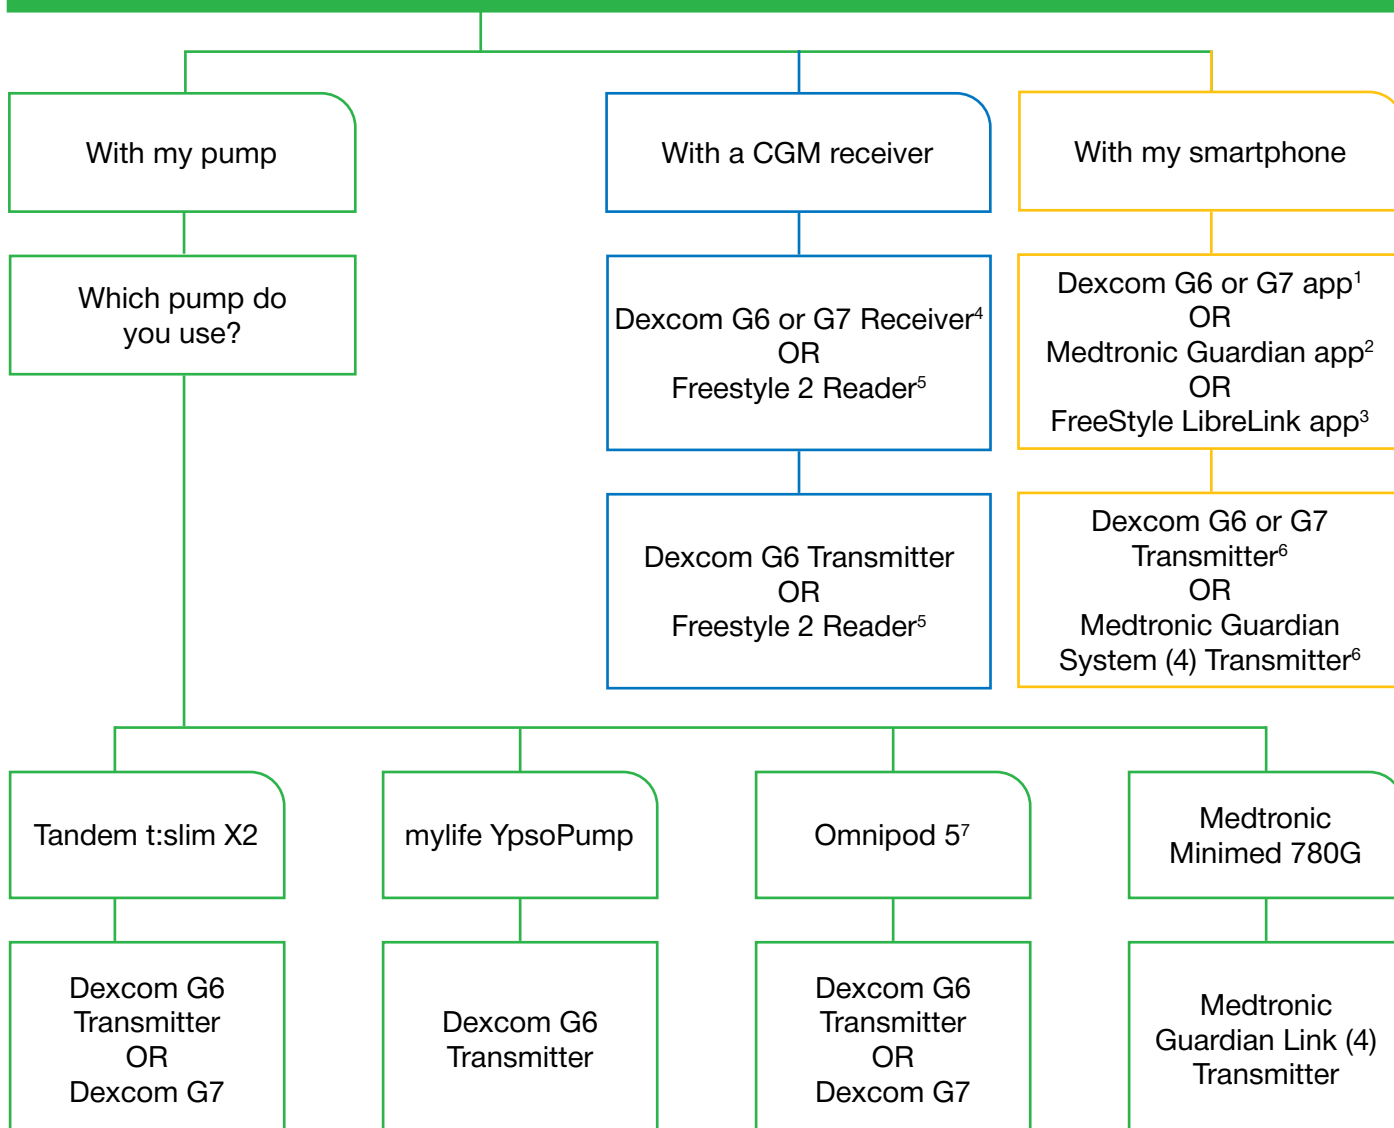 With my pump
With a CGM receiver
With my smartphone
Which pump do
you use?
Dexcom G6 or G7 Receiver⁴
OR
Freestyle 2 Reader⁵
Dexcom G6 or G7 app¹
OR
Medtronic Guardian app²
OR
FreeStyle LibreLink app³
Dexcom G6 Transmitter
OR
Freestyle 2 Reader⁵
Dexcom G6 or G7
Transmitter⁶
OR
Medtronic Guardian
System (4) Transmitter⁶
Tandem t:slim X2
mylife YpsoPump
Omnipod 5⁷
Medtronic
Minimed 780G
Dexcom G6
Transmitter
OR
Dexcom G7
Dexcom G6
Transmitter
Dexcom G6
Transmitter
OR
Dexcom G7
Medtronic
Guardian Link (4)
Transmitter